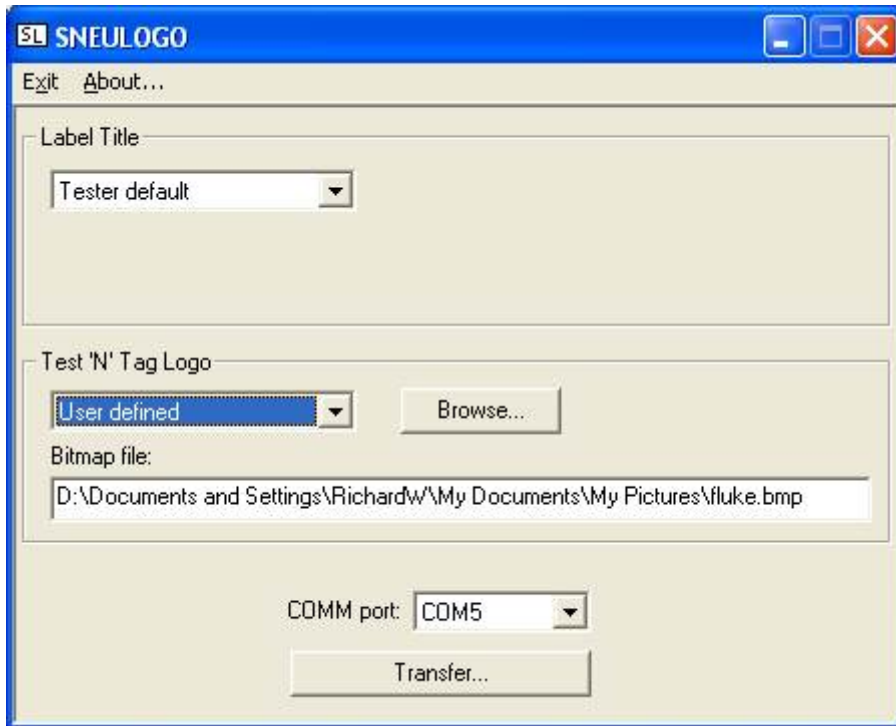 SL SNEULOGO
Exit About...
Label Title
Tester default
Test 'N' Tag Logo
User defined Browse...
Bitmap file:
D:\Documents and Settings\RichardW\My Documents\My Pictures\fluke.bmp
COMM port: COM5
Transfer...